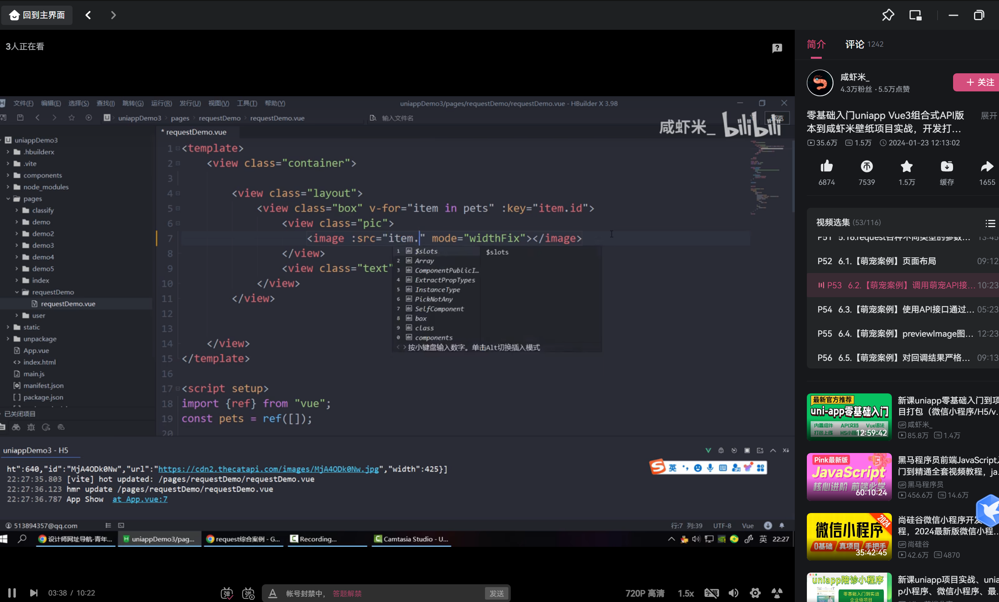 回到主界面
3人正在看
文件(F) 编辑(E) 选择(S) 查找(I) 跳转(G) 运行(R) 发行(U) 视图(V) 工具(T) 帮助(Y)
uniappDemo3/pages/requestDemo/requestDemo.vue - HBuilder X 3.98
uniappDemo3 pages requestDemo requestDemo.vue
输入文件名
咸虾米_ bilibili
uniappDemo3
.hbuilderx
.vite
components
node_modules
pages
classify
demo
demo2
demo3
demo4
demo5
index
requestDemo
requestDemo.vue
user
static
unpackage
App.vue
index.html
main.js
manifest.json
package.json
已关闭项目
* requestDemo.vue
1 <template>
2 <view class="container">
3
4 <view class="layout">
5 <view class="box" v-for="item in pets" :key="item.id">
6 <view class="pic">
7 <image :src="item." mode="widthFix"></image>
8 </view>
9 <view class="text"
10 </view>
11 </view>
12
13
14 </view>
15 </template>
16
17 <script setup>
18 import {ref} from "vue";
19 const pets = ref([]);
20
1 $slots
2 Array
3 ComponentPublicI…
4 ExtractPropTypes
5 InstanceType
6 PickNotAny
7 SelfComponent
8 box
9 class
0 components
$slots
按小键盘输入数字。单击Alt切换插入模式
uniappDemo3 - H5
ht":640,"id":"MjA4ODk0Nw","url":"https://cdn2.thecatapi.com/images/MjA4ODk0Nw.jpg","width":425}]
22:27:35.803 [vite] hot updated: /pages/requestDemo/requestDemo.vue
22:27:36.123 hmr update /pages/requestDemo/requestDemo.vue
22:27:36.787 App Show at App.vue:7
英
513894357@qq.com
行:7 列:39 UTF-8 Vue
设计师网址导航-青年...
uniappDemo3/pag...
request综合案例 - G...
Recording...
Camtasia Studio - U...
英 22:27
03:38 / 10:22
弹 弹
帐号封禁中， 答题解禁
发送
720P 高清 1.5x 字幕
简介 评论 1242
咸虾米_
4.3万粉丝 · 5.5万点赞
+ 关注
零基础入门uniapp Vue3组合式API版
本到咸虾米壁纸项目实战，开发打…
展开
35.6万 1.5万 2024-01-23 12:13:02
6874 7539 1.5万 缓存 1655
视频选集 (53/116)
P51 5.16.request各种不同类型的参数… 13:45
P52 6.1.【萌宠案例】页面布局 09:12
P53 6.2.【萌宠案例】调用萌宠API接… 10:23
P54 6.3.【萌宠案例】使用API接口通过… 05:23
P55 6.4.【萌宠案例】previewImage图… 12:23
P56 6.5.【萌宠案例】对回调结果严格… 09:13
最新官方推荐
uni-app零基础入门
内置组件 API文档 Vue语法
打包上线 H5小程
12:59:42
新课uniapp零基础入门到项
目打包（微信小程序/H5/v…
咸虾米_
85.8万 1.4万
Pink最新版
JavaScript
核心进阶 前端必学
60:10:24
黑马程序员前端JavaScript入
门到精通全套视频教程，ja…
黑马程序员
456.6万 14.6万
2024
微信小程序
0基础 真项目 手把手
35:42:45
尚硅谷微信小程序开发
程，2024最新版微信小程…
尚硅谷
42.6万 4870
uniapp陪诊小程序
零基础入门到实战
企业级项目
新课uniapp项目实战、unia
p小程序、微信小程序、最…